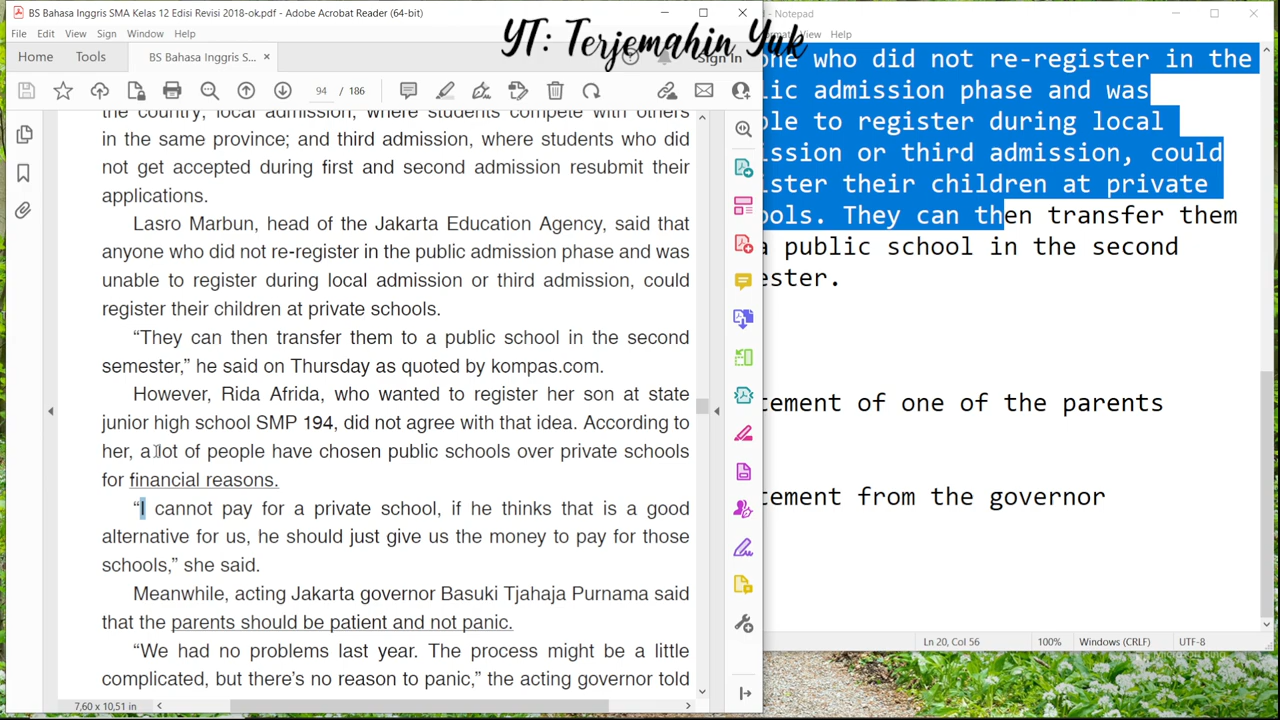 BS Bahasa Inggris SMA Kelas 12 Edisi Revisi 2018-ok.pdf - Adobe Acrobat Reader (64-bit)
YT: Terjemahin Yuk
- Notepad
File Edit View Sign Window Help
View Help
Home Tools BS Bahasa Inggris S... × Sign In
94 / 186
the country; local admission, where students compete with others
in the same province; and third admission, where students who did
not get accepted during first and second admission resubmit their
applications.
Lasro Marbun, head of the Jakarta Education Agency, said that
anyone who did not re-register in the public admission phase and was
unable to register during local admission or third admission, could
register their children at private schools.
“They can then transfer them to a public school in the second
semester,” he said on Thursday as quoted by kompas.com.
However, Rida Afrida, who wanted to register her son at state
junior high school SMP 194, did not agree with that idea. According to
her, a lot of people have chosen public schools over private schools
for financial reasons.
“I cannot pay for a private school, if he thinks that is a good
alternative for us, he should just give us the money to pay for those
schools,” she said.
Meanwhile, acting Jakarta governor Basuki Tjahaja Purnama said
that the parents should be patient and not panic.
“We had no problems last year. The process might be a little
complicated, but there’s no reason to panic,” the acting governor told
7,60 x 10,51 in
one who did not re-register in the
lic admission phase and was
ble to register during local
ission or third admission, could
ister their children at private
ools. They can then transfer them
a public school in the second
ester.
tement of one of the parents
tement from the governor
Ln 20, Col 56 100% Windows (CRLF) UTF-8